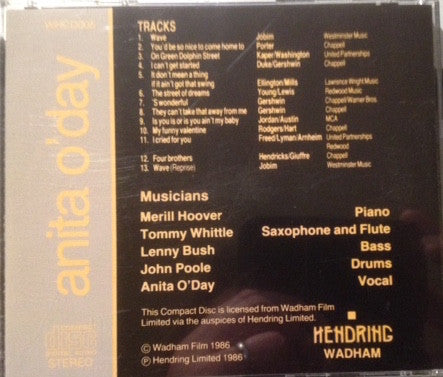 WHCD005
anita o'day
COMPACT
DIGITAL AUDIO
STEREO
TRACKS
1. Wave Jobim Westminster Music
2. You'd be so nice to come home to Porter Chappell
3. On Green Dolphin Street Kaper/Washington United Partnerships
4. I can't get started Duke/Gershwin Chappell
5. It don't mean a thing
if it ain't got that swing Ellington/Mills Lawrence Wright Music
6. The street of dreams Young/Lewis Redwood Music
7. 'S wonderful Gershwin Chappell/Warner Bros.
8. They can't take that away from me Gershwin Chappell
9. Is you or is you ain't my baby Jordan/Austin MCA
10. My funny valentine Rodgers/Hart Chappell
11. I cried for you Freed/Lyman/Arnheim United Partnerships
Redwood
12. Four brothers Hendricks/Giuffre Chappell
13. Wave (Reprise) Jobim Westminster Music
Musicians
Merill Hoover Piano
Tommy Whittle Saxophone and Flute
Lenny Bush Bass
John Poole Drums
Anita O'Day Vocal
This Compact Disc is licensed from Wadham Film
Limited via the auspices of Hendring Limited.
© Wadham Film 1986
℗ Hendring Limited 1986
HENDRING
WADHAM